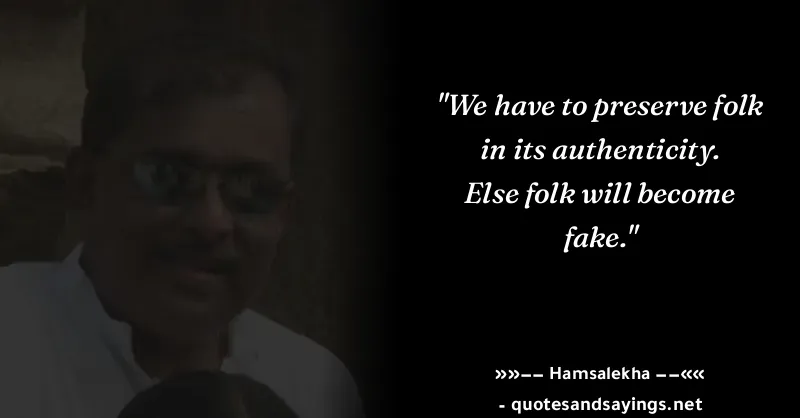 "We have to preserve folk
in its authenticity.
Else folk will become
fake."
»»−− Hamsalekha −−««
- quotesandsayings.net